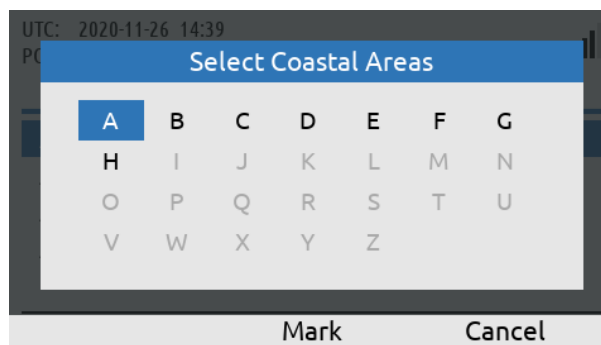 UTC: 2020-11-26 14:39
Select Coastal Areas
A B C D E F G
H I J K L M N
O P Q R S T U
V W X Y Z
Mark Cancel